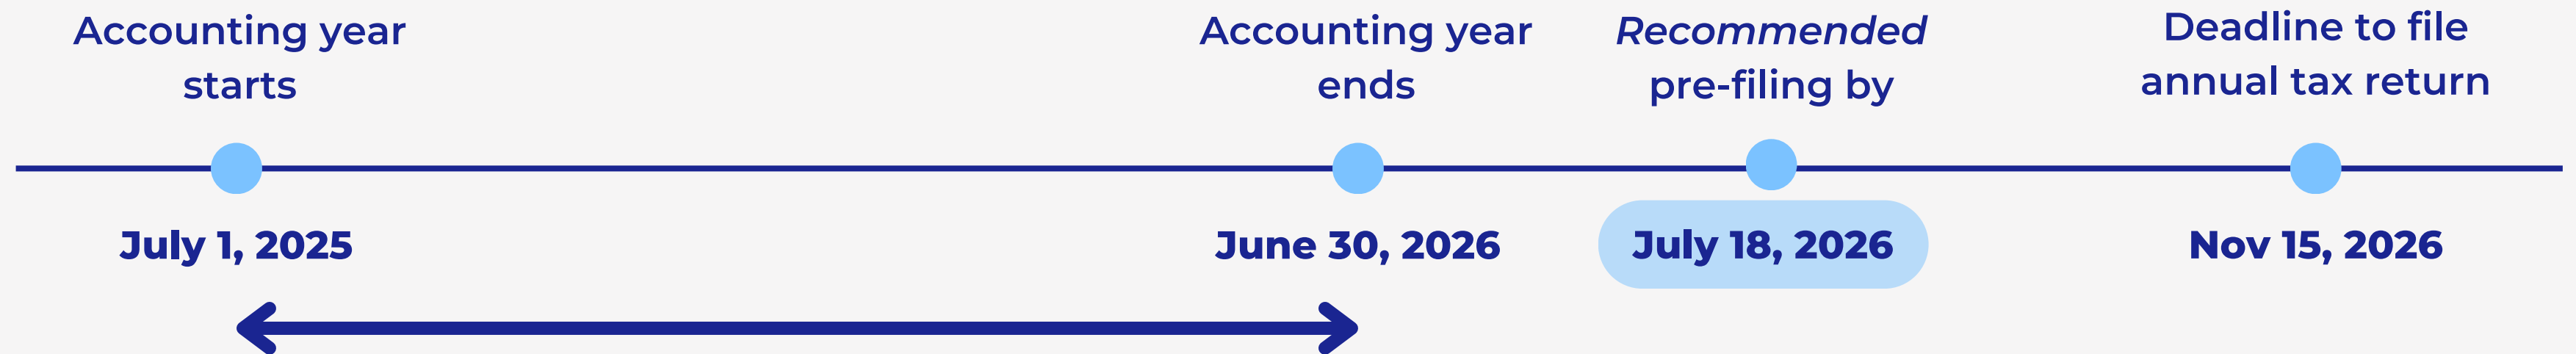 Accounting year
starts
July 1, 2025
Accounting year
ends
June 30, 2026
Recommended
pre-filing by
July 18, 2026
Deadline to file
annual tax return
Nov 15, 2026